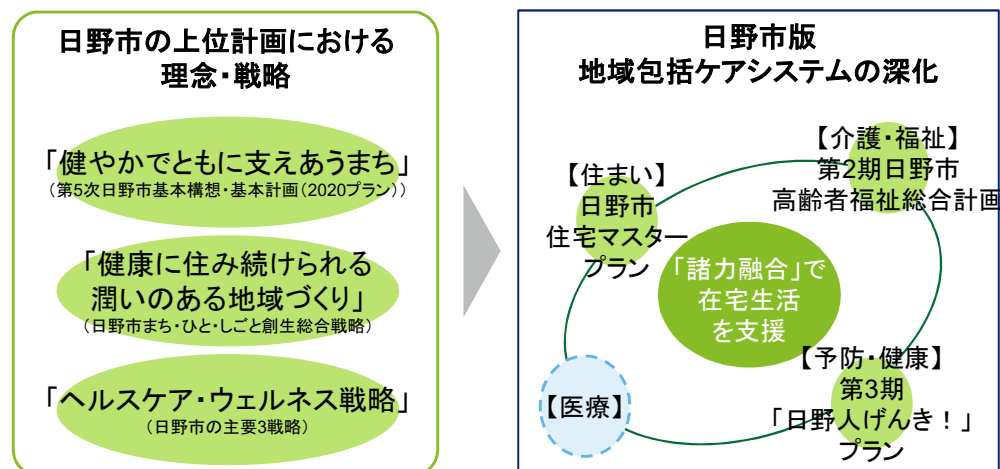 日野市の上位計画における
理念・戦略
「健やかでともに支えあうまち」
（第5次日野市基本構想・基本計画（2020プラン））
「健康に住み続けられる
潤いのある地域づくり」
（日野市まち・ひと・しごと創生総合戦略）
「ヘルスケア・ウェルネス戦略」
（日野市の主要3戦略）
日野市版
地域包括ケアシステムの深化
【介護・福祉】
第2期日野市
高齢者福祉総合計画
【住まい】
日野市
住宅マスター
プラン
「諸力融合」で
在宅生活
を支援
【予防・健康】
第3期
「日野人げんき！」
プラン
【医療】